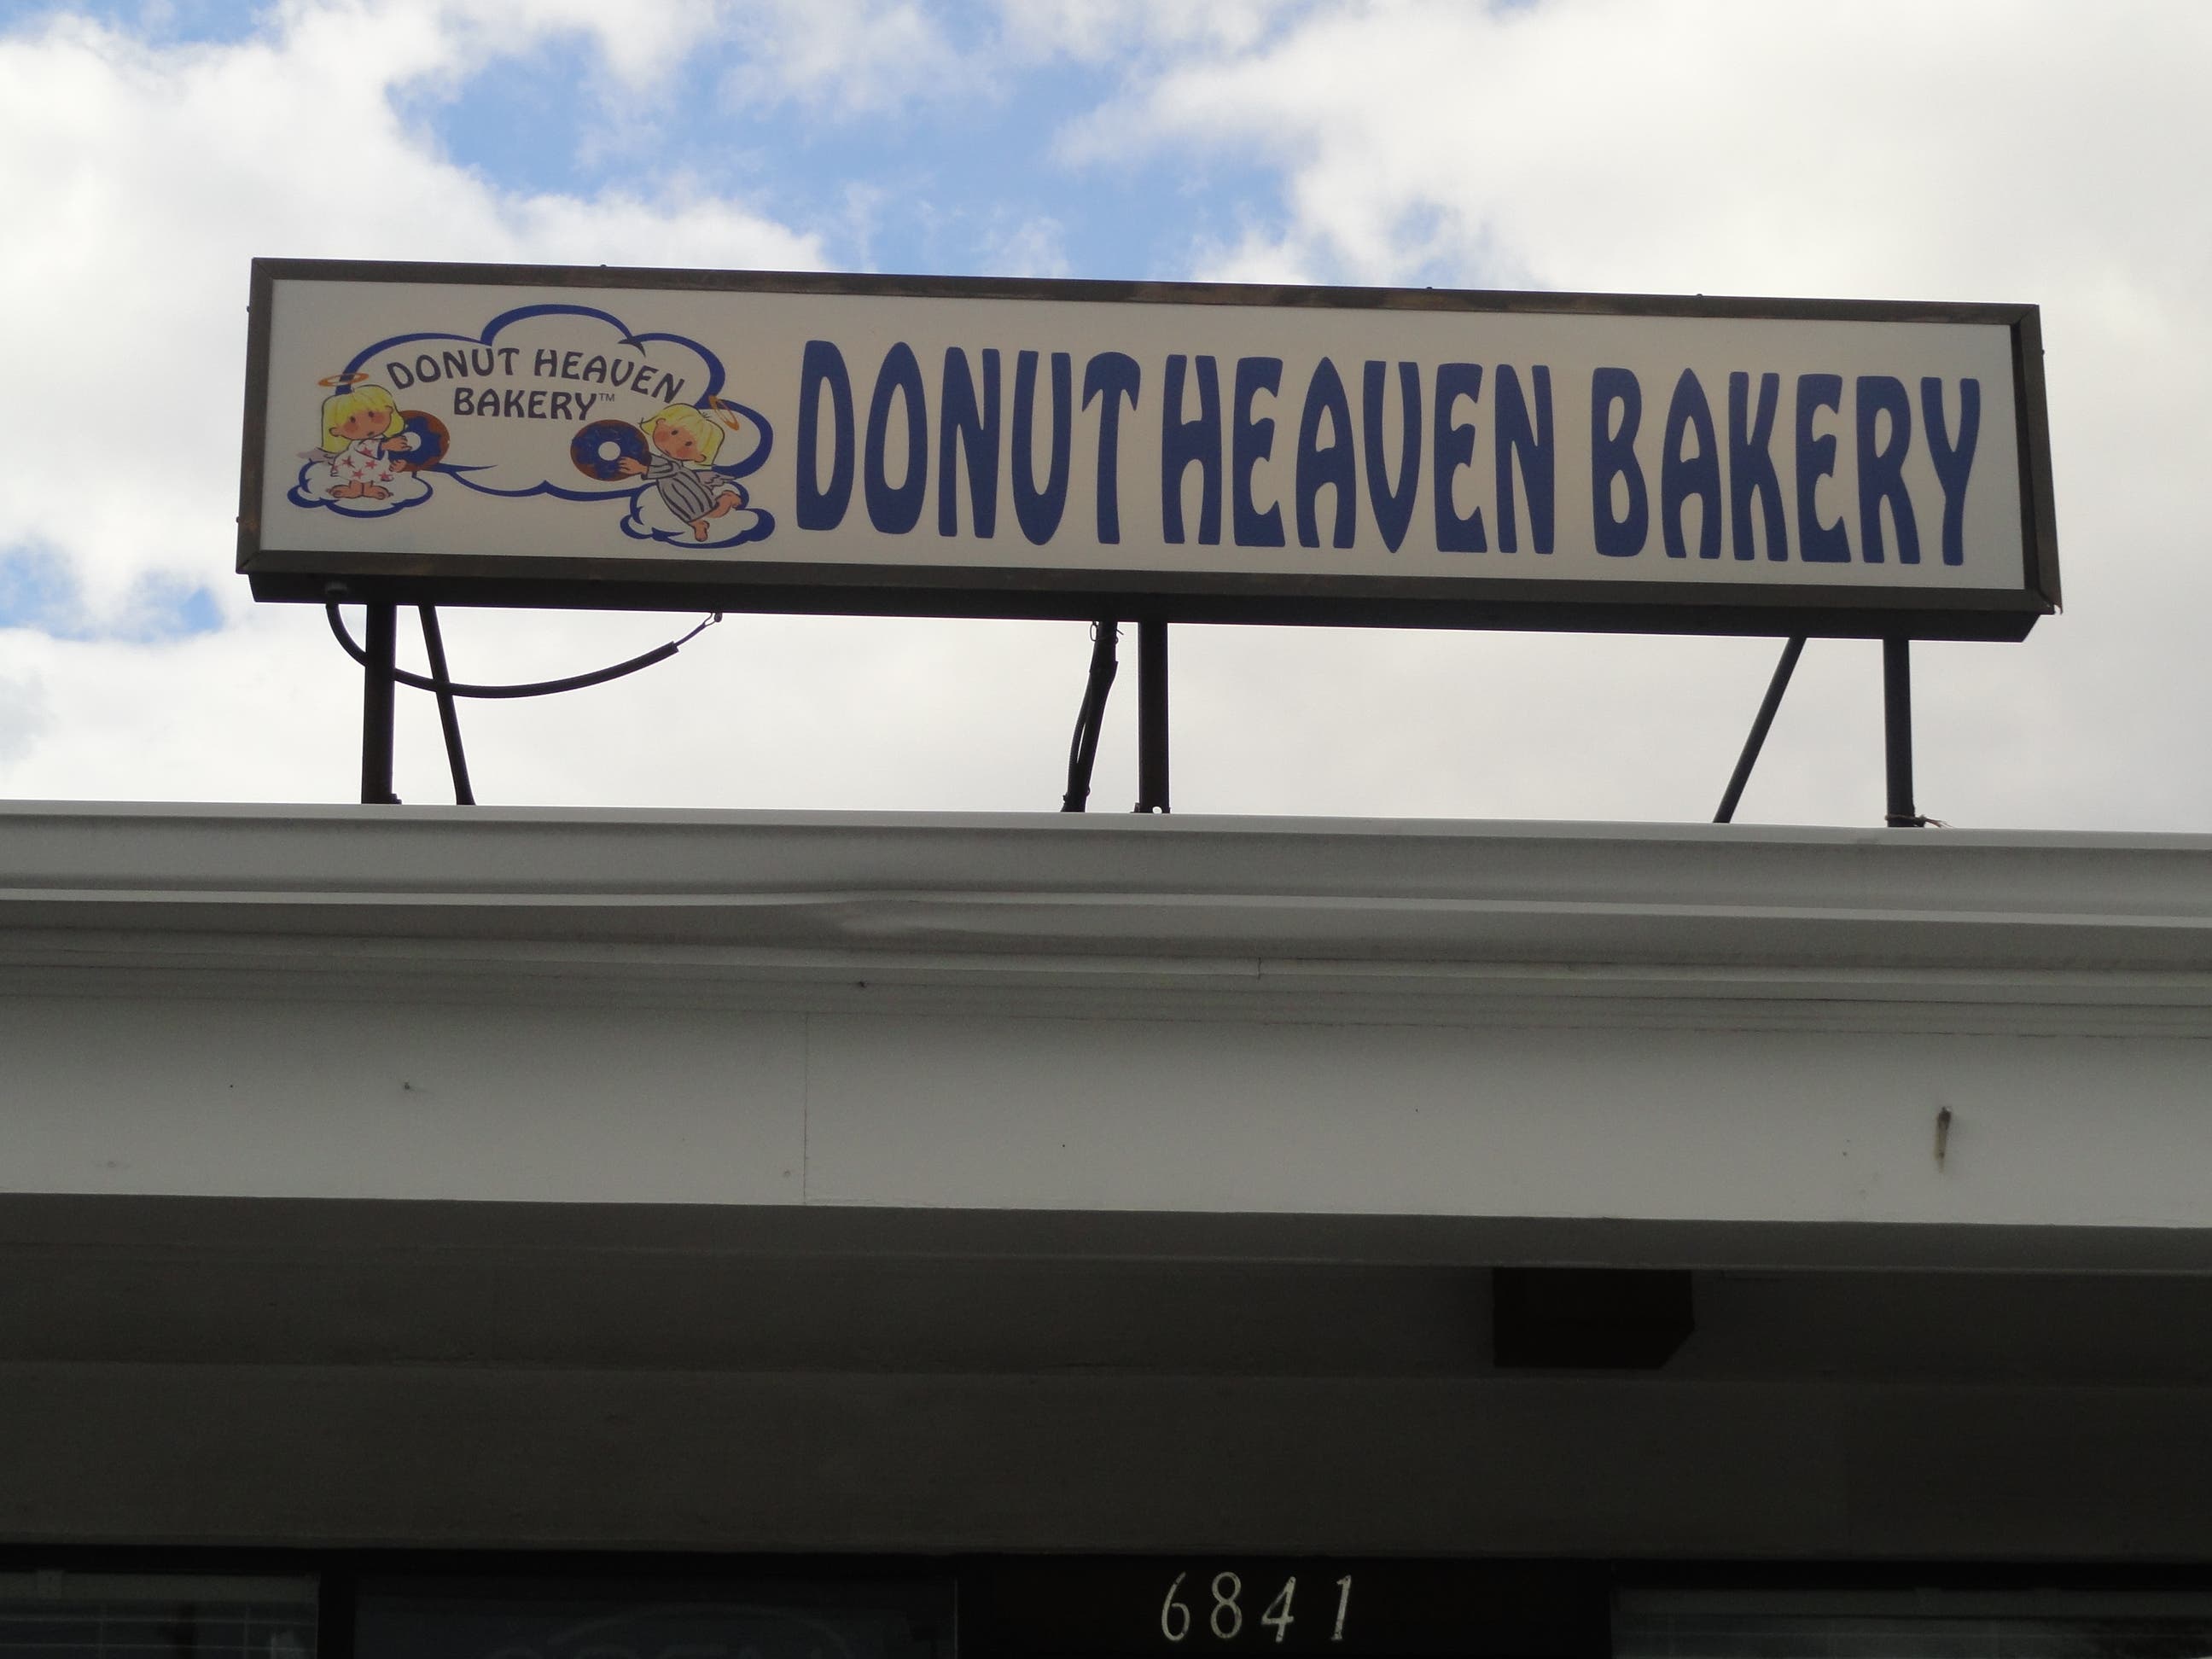 DONUT HEAVEN
BAKERY™
DONUT HEAVEN BAKERY
6841